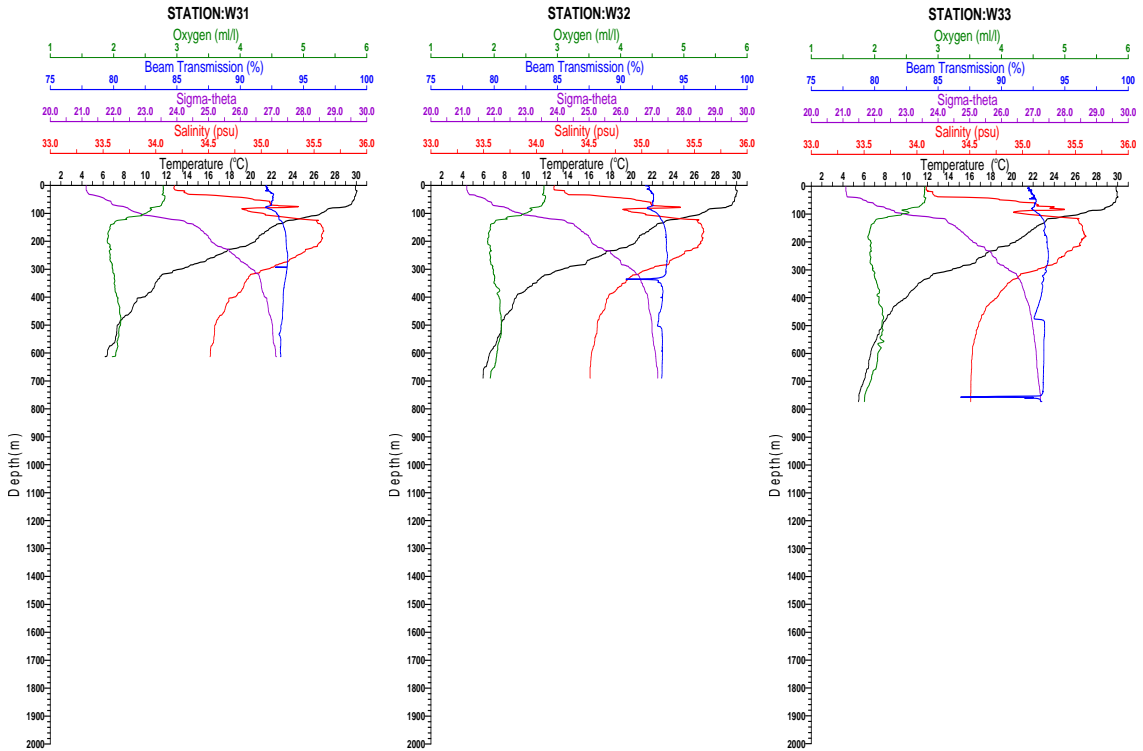 STATION:W31
Oxygen (ml/l)
1 2 3 4 5 6
Beam Transmission (%)
75 80 85 90 95 100
Sigma-theta
20.0 21.0 22.0 23.0 24.0 25.0 26.0 27.0 28.0 29.0 30.0
Salinity (psu)
33.0 33.5 34.0 34.5 35.0 35.5 36.0
Temperature (°C)
2 4 6 8 10 12 14 16 18 20 22 24 26 28 30
0
100
200
300
400
500
600
700
800
900
1000
1100
1200
1300
1400
1500
1600
1700
1800
1900
2000
Depth(m)
STATION:W32
Oxygen (ml/l)
1 2 3 4 5 6
Beam Transmission (%)
75 80 85 90 95 100
Sigma-theta
20.0 21.0 22.0 23.0 24.0 25.0 26.0 27.0 28.0 29.0 30.0
Salinity (psu)
33.0 33.5 34.0 34.5 35.0 35.5 36.0
Temperature (°C)
2 4 6 8 10 12 14 16 18 20 22 24 26 28 30
0
100
200
300
400
500
600
700
800
900
1000
1100
1200
1300
1400
1500
1600
1700
1800
1900
2000
Depth(m)
STATION:W33
Oxygen (ml/l)
1 2 3 4 5 6
Beam Transmission (%)
75 80 85 90 95 100
Sigma-theta
20.0 21.0 22.0 23.0 24.0 25.0 26.0 27.0 28.0 29.0 30.0
Salinity (psu)
33.0 33.5 34.0 34.5 35.0 35.5 36.0
Temperature (°C)
2 4 6 8 10 12 14 16 18 20 22 24 26 28 30
0
100
200
300
400
500
600
700
800
900
1000
1100
1200
1300
1400
1500
1600
1700
1800
1900
2000
Depth(m)